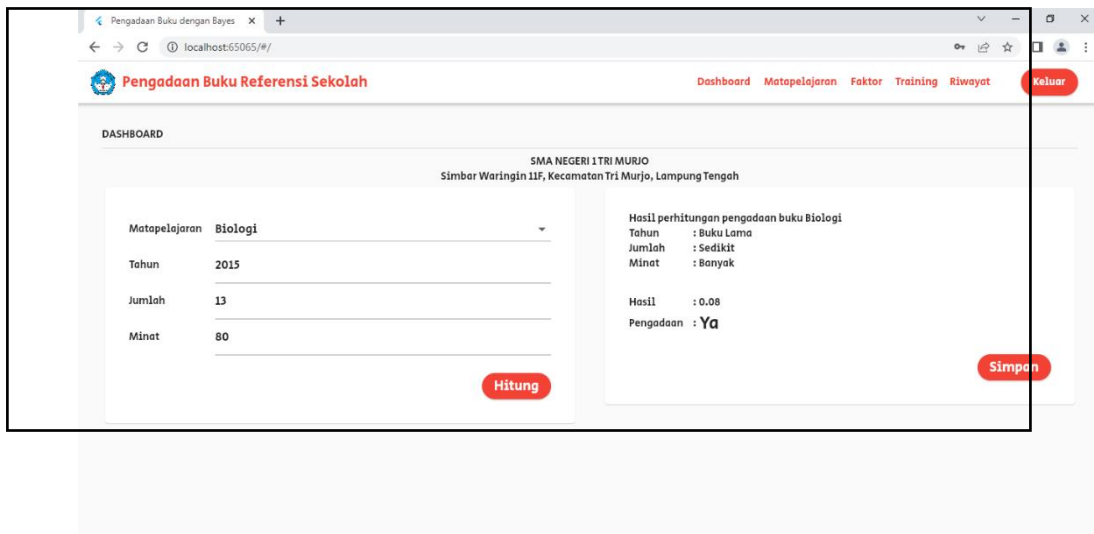 Pengadaan Buku dengan Bayes
localhost:65065/#/
Pengadaan Buku Referensi Sekolah
Dashboard Matapelajaran Faktor Training Riwayat Keluar
DASHBOARD
SMA NEGERI 1 TRI MURJO
Simbar Waringin 11F, Kecamatan Tri Murjo, Lampung Tengah
Matapelajaran Biologi
Tahun 2015
Jumlah 13
Minat 80
Hitung
Hasil perhitungan pengadaan buku Biologi
Tahun : Buku Lama
Jumlah : Sedikit
Minat : Banyak
Hasil : 0.08
Pengadaan : Ya
Simpan